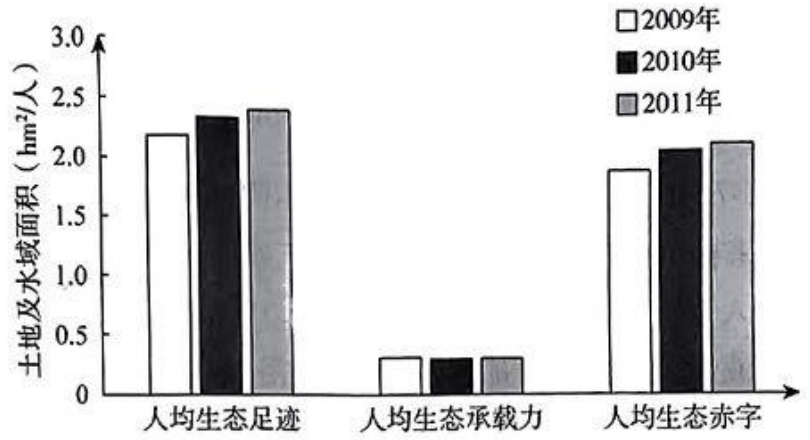 2009年
2010年
2011年
土地及水域面积（hm²/人）
3.0
2.5
2.0
1.5
1.0
0.5
0
人均生态足迹
人均生态承载力
人均生态赤字